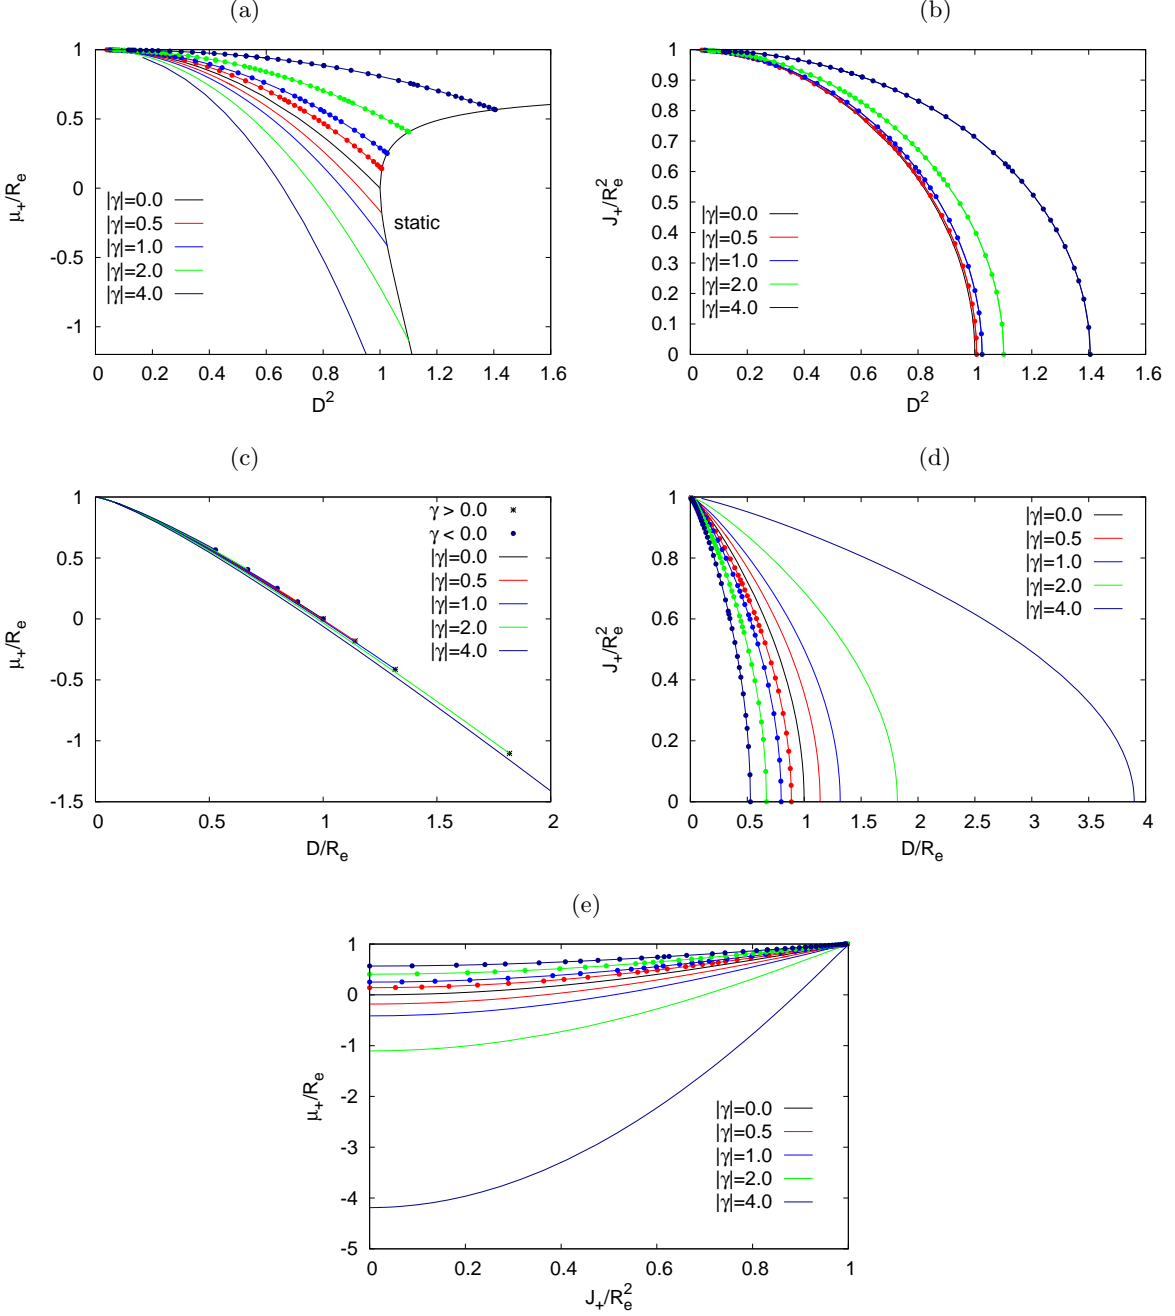 (a)
1
0.5
0
-0.5
-1
μ₊/Rₑ
|γ|=0.0
|γ|=0.5
|γ|=1.0
|γ|=2.0
|γ|=4.0
static
0 0.2 0.4 0.6 0.8 1 1.2 1.4 1.6
D²
(b)
1
0.9
0.8
0.7
0.6
0.5
0.4
0.3
0.2
0.1
0
J₊/Rₑ²
|γ|=0.0
|γ|=0.5
|γ|=1.0
|γ|=2.0
|γ|=4.0
0 0.2 0.4 0.6 0.8 1 1.2 1.4 1.6
D²
(c)
1
0.5
0
-0.5
-1
-1.5
μ₊/Rₑ
γ > 0.0
γ < 0.0
|γ|=0.0
|γ|=0.5
|γ|=1.0
|γ|=2.0
|γ|=4.0
0 0.5 1 1.5 2
D/Rₑ
(d)
1
0.8
0.6
0.4
0.2
0
J₊/Rₑ²
|γ|=0.0
|γ|=0.5
|γ|=1.0
|γ|=2.0
|γ|=4.0
0 0.5 1 1.5 2 2.5 3 3.5 4
D/Rₑ
(e)
1
0
-1
-2
-3
-4
-5
μ₊/Rₑ
|γ|=0.0
|γ|=0.5
|γ|=1.0
|γ|=2.0
|γ|=4.0
0 0.2 0.4 0.6 0.8 1
J₊/Rₑ²